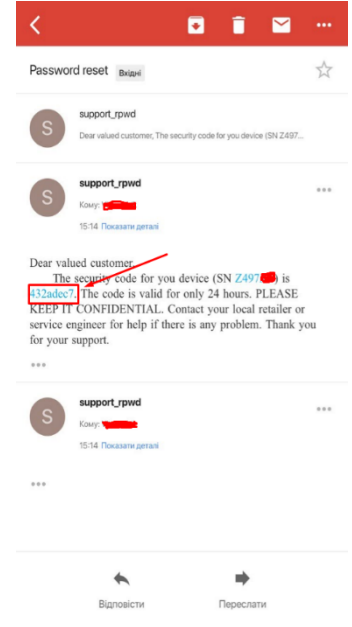 Password reset Вхідні
S
support_rpwd
Dear valued customer, The security code for you device (SN Z497...
S
support_rpwd
Кому:
15:14 Показати деталі
Dear valued customer,
The security code for you device (SN Z497 ) is
432adec7. The code is valid for only 24 hours. PLEASE
KEEP IT CONFIDENTIAL. Contact your local retailer or
service engineer for help if there is any problem. Thank you
for your support.
S
support_rpwd
Кому:
15:14 Показати деталі
Відповісти Переслати